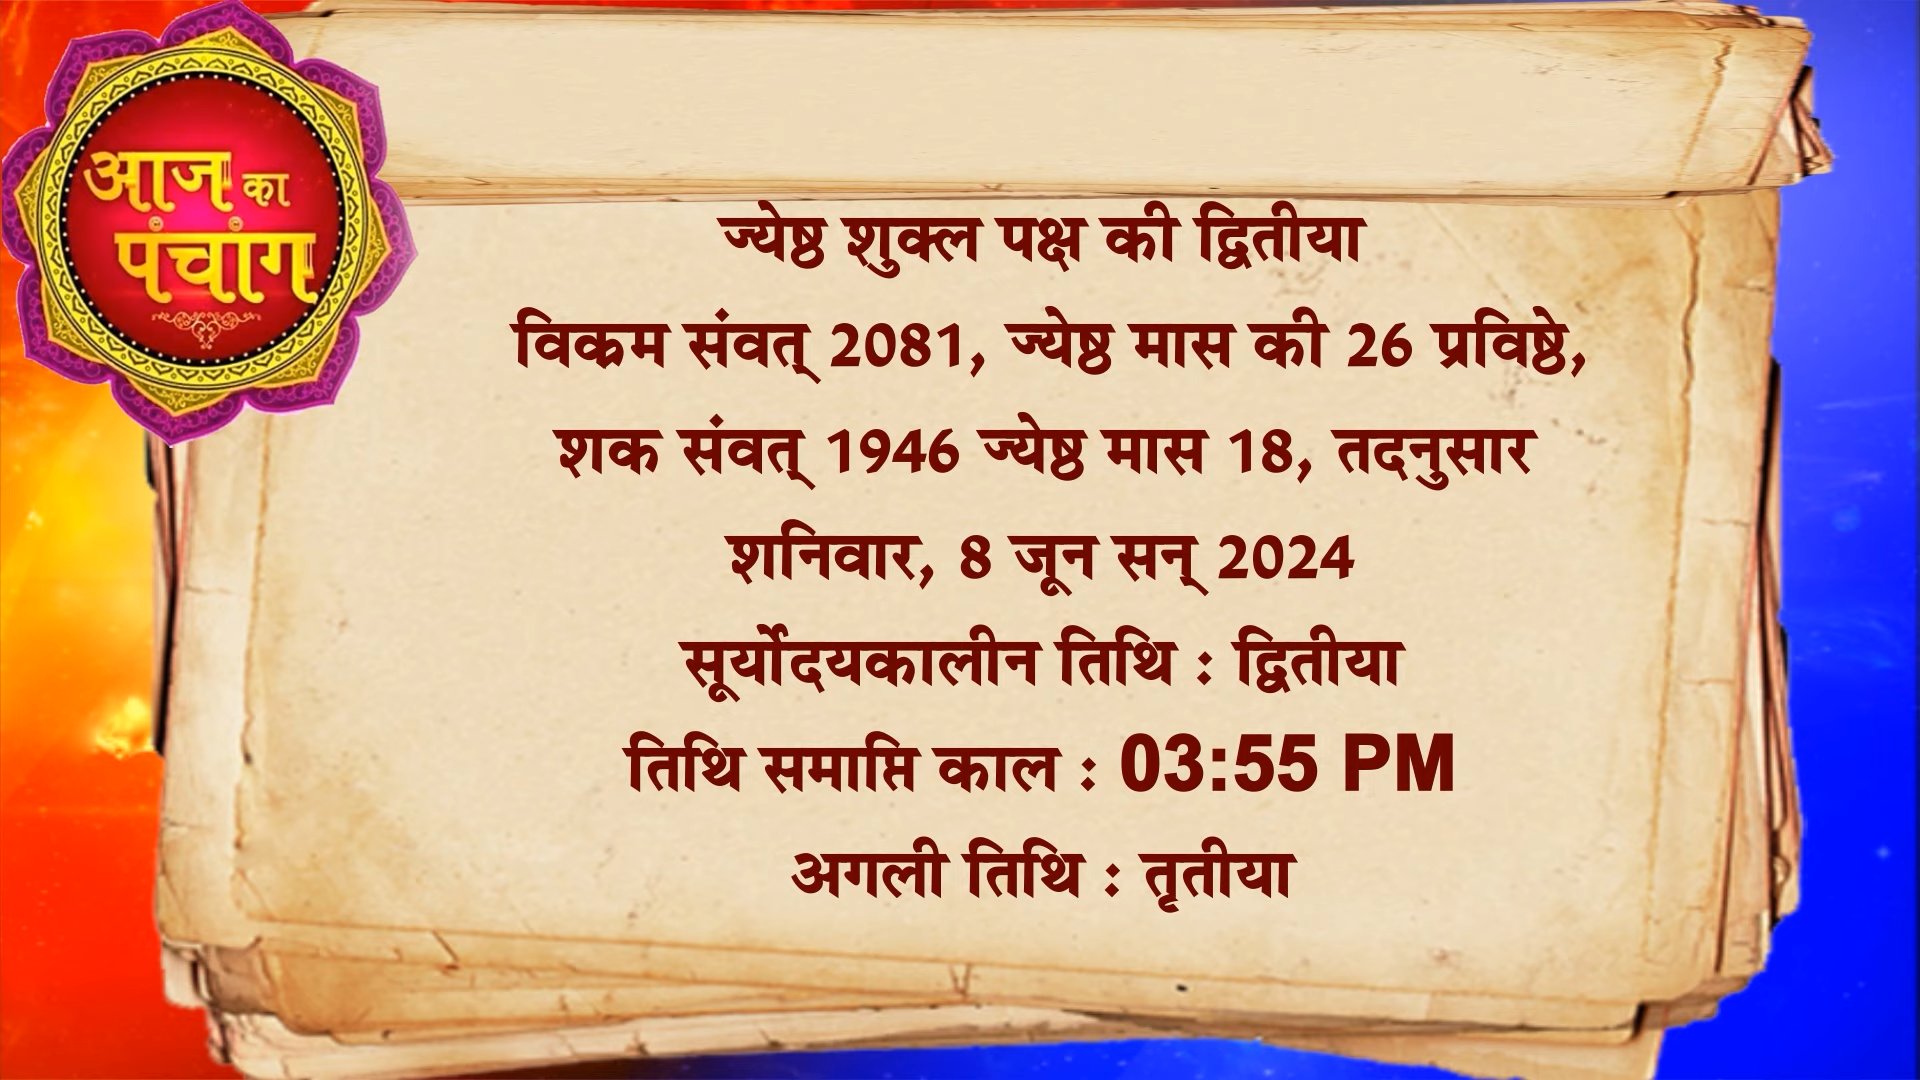 आज का
पंचांग
ज्येष्ठ शुक्ल पक्ष की द्वितीया
विक्रम संवत् 2081, ज्येष्ठ मास की 26 प्रविष्ठे,
शक संवत् 1946 ज्येष्ठ मास 18, तदनुसार
शनिवार, 8 जून सन् 2024
सूर्योदयकालीन तिथि : द्वितीया
तिथि समाप्ति काल : 03:55 PM
अगली तिथि : तृतीया